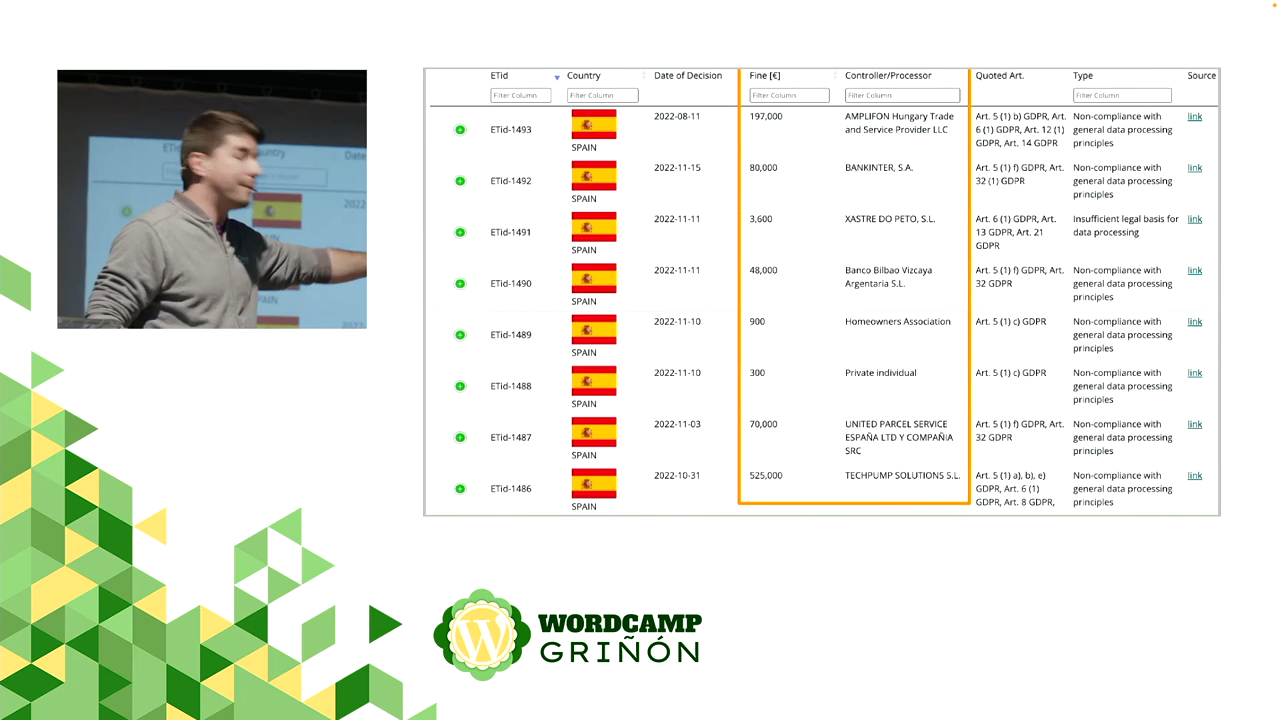 ETid Country Date of Decision Fine [€] Controller/Processor Quoted Art. Type Source
Filter Column Filter Column Filter Column Filter Column Filter Column
ETid-1493 SPAIN 2022-08-11 197,000 AMPLIFON Hungary Trade and Service Provider LLC Art. 5 (1) b) GDPR, Art. 6 (1) GDPR, Art. 12 (1) GDPR, Art. 14 GDPR Non-compliance with general data processing principles link
ETid-1492 SPAIN 2022-11-15 80,000 BANKINTER, S.A. Art. 5 (1) f) GDPR, Art. 32 (1) GDPR Non-compliance with general data processing principles link
ETid-1491 SPAIN 2022-11-11 3,600 XASTRE DO PETO, S.L. Art. 6 (1) GDPR, Art. 13 GDPR, Art. 21 GDPR Insufficient legal basis for data processing link
ETid-1490 SPAIN 2022-11-11 48,000 Banco Bilbao Vizcaya Argentaria S.L. Art. 5 (1) f) GDPR, Art. 32 GDPR Non-compliance with general data processing principles link
ETid-1489 SPAIN 2022-11-10 900 Homeowners Association Art. 5 (1) c) GDPR Non-compliance with general data processing principles link
ETid-1488 SPAIN 2022-11-10 300 Private individual Art. 5 (1) c) GDPR Non-compliance with general data processing principles link
ETid-1487 SPAIN 2022-11-03 70,000 UNITED PARCEL SERVICE ESPAÑA LTD Y COMPAÑIA SRC Art. 5 (1) f) GDPR, Art. 32 GDPR Non-compliance with general data processing principles link
ETid-1486 SPAIN 2022-10-31 525,000 TECHPUMP SOLUTIONS S.L. Art. 5 (1) a), b), e) GDPR, Art. 6 (1) GDPR, Art. 8 GDPR, Non-compliance with general data processing principles link
WORDCAMP
GRIÑÓN